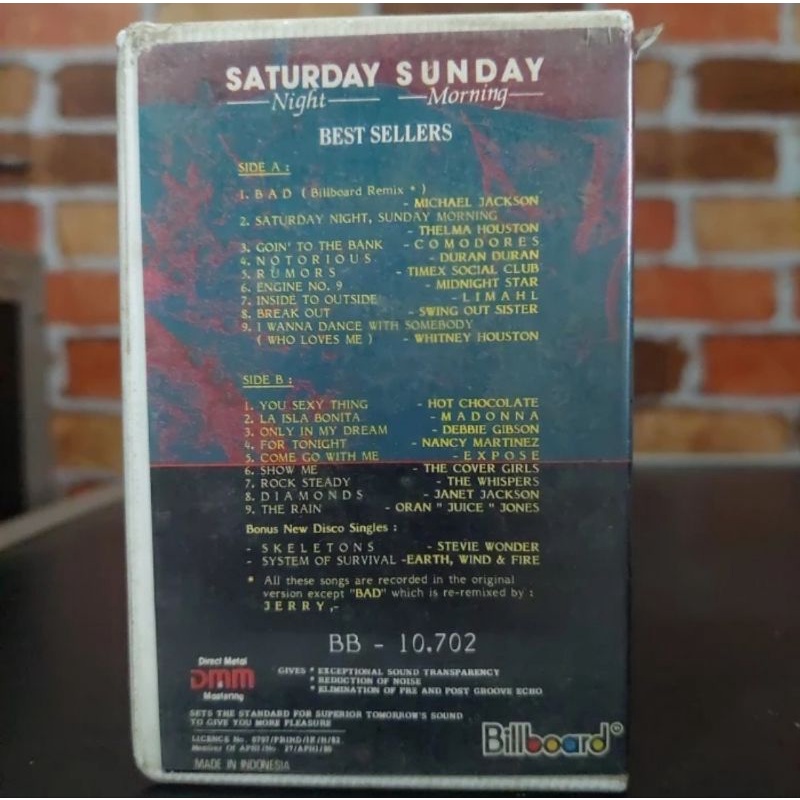 SATURDAY SUNDAY
Night Morning
BEST SELLERS
SIDE A :
1. B A D ( Billboard Remix * )
- MICHAEL JACKSON
2. SATURDAY NIGHT, SUNDAY MORNING
- THELMA HOUSTON
3. GOIN' TO THE BANK - C O M O D O R E S
4. N O T O R I O U S - DURAN DURAN
5. R U M O R S - TIMEX SOCIAL CLUB
6. ENGINE NO. 9 - MIDNIGHT STAR
7. INSIDE TO OUTSIDE - L I M A H L
8. BREAK OUT - SWING OUT SISTER
9. I WANNA DANCE WITH SOMEBODY
( WHO LOVES ME ) - WHITNEY HOUSTON
SIDE B :
1. YOU SEXY THING - HOT CHOCOLATE
2. LA ISLA BONITA - M A D O N N A
3. ONLY IN MY DREAM - DEBBIE GIBSON
4. FOR TONIGHT - NANCY MARTINEZ
5. COME GO WITH ME - E X P O S E
6. SHOW ME - THE COVER GIRLS
7. ROCK STEADY - THE WHISPERS
8. D I A M O N D S - JANET JACKSON
9. THE RAIN - ORAN " JUICE " JONES
Bonus New Disco Singles :
- S K E L E T O N S - STEVIE WONDER
- SYSTEM OF SURVIVAL -EARTH, WIND & FIRE
* All these songs are recorded in the original
version except "BAD" which is re-remixed by :
J E R R Y ,-
BB - 10.702
Direct Metal
DMM
Mastering
GIVES * EXCEPTIONAL SOUND TRANSPARENCY
* REDUCTION OF NOISE
* ELIMINATION OF PRE AND POST GROOVE ECHO
SETS THE STANDARD FOR SUPERIOR TOMORROW'S SOUND
TO GIVE YOU MORE PLEASURE
LICENCE No.
Member Of APNI/No. 27/APNI/
MADE IN INDONESIA
Billboard®